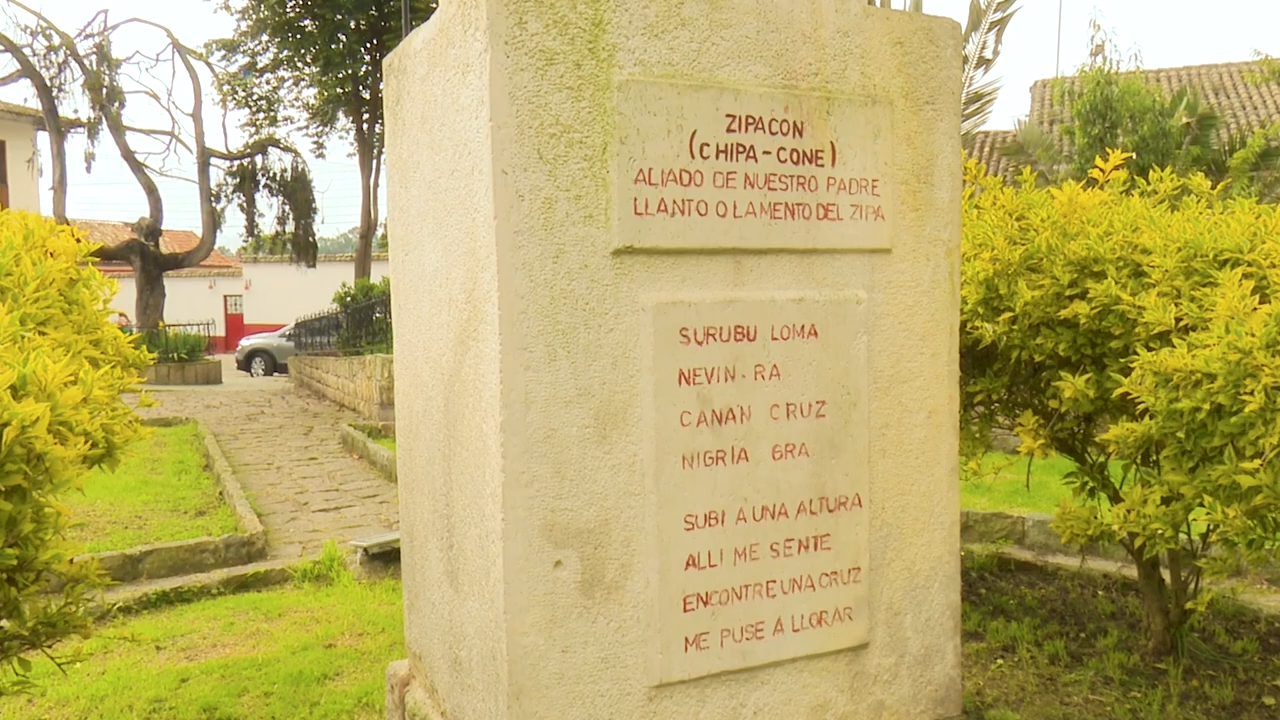 ZIPACÓN
(CHIPA-CONE)
ALIADO DE NUESTRO PADRE
LLANTO O LAMENTO DEL ZIPA
SURUBU LOMA
NEVIN-RA
CANAN CRUZ
NIGRIA GRA
SUBI A UNA ALTURA
ALLI ME SENTE
ENCONTRE UNA CRUZ
ME PUSE A LLORAR